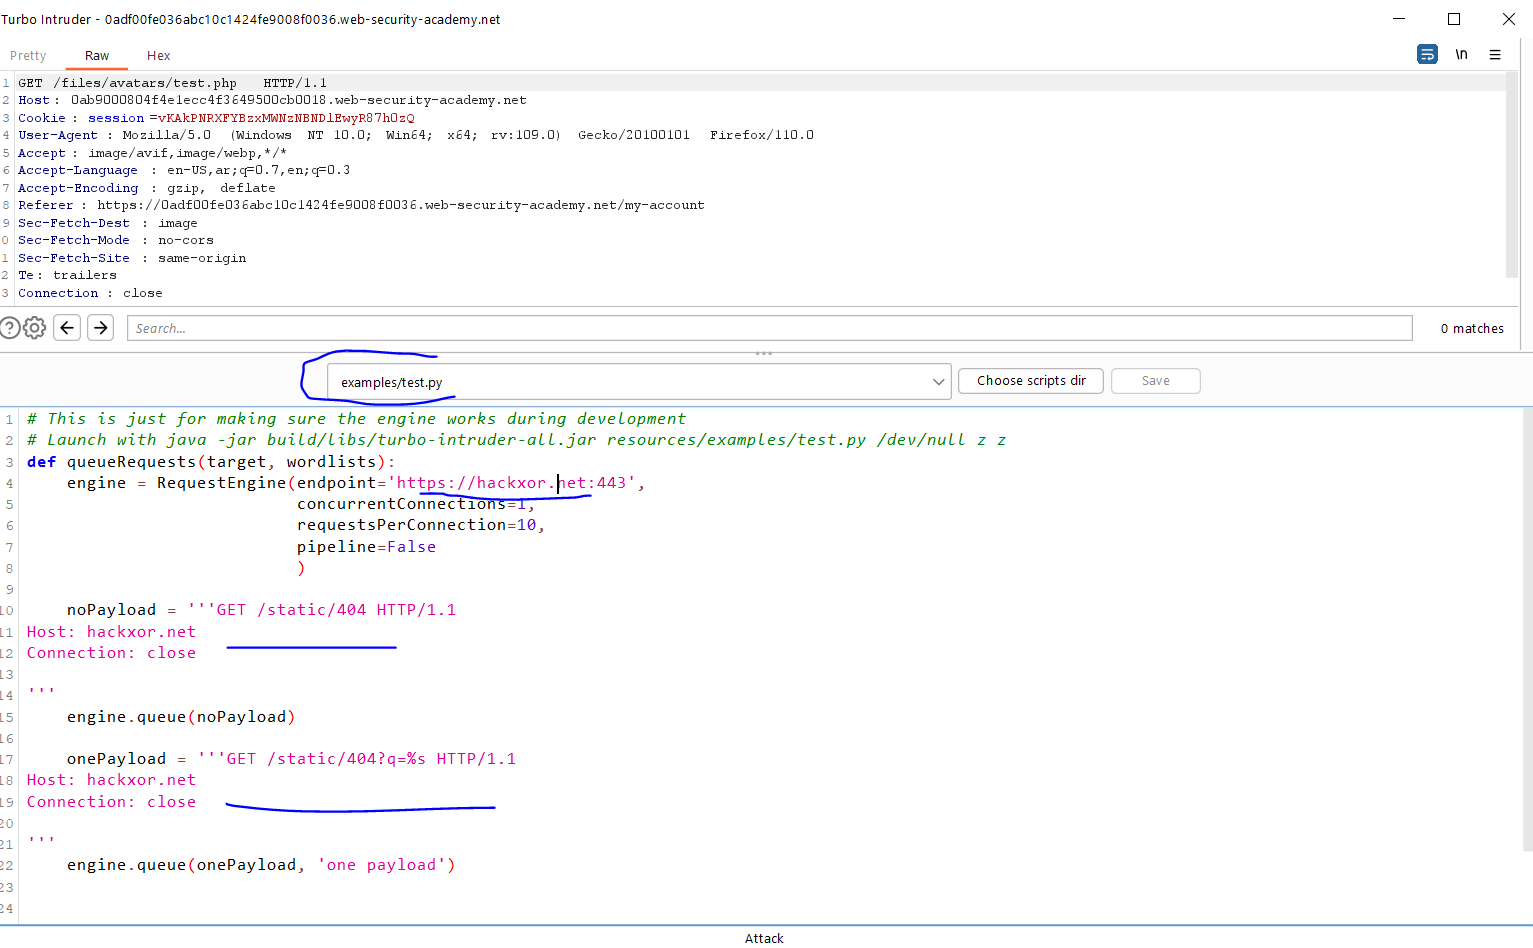 Turbo Intruder - 0adf00fe036abc10c1424fe9008f0036.web-security-academy.net
Pretty Raw Hex \n
1 GET /files/avatars/test.php HTTP/1.1
2 Host: 0ab9000804f4e1ecc4f3649500cb0018.web-security-academy.net
3 Cookie: session=vKAkPNRXFYBzxMWNzNBNDlEwyR87h0zQ
4 User-Agent: Mozilla/5.0 (Windows NT 10.0; Win64; x64; rv:109.0) Gecko/20100101 Firefox/110.0
5 Accept: image/avif,image/webp,*/*
6 Accept-Language: en-US,ar;q=0.7,en;q=0.3
7 Accept-Encoding: gzip, deflate
8 Referer: https://0adf00fe036abc10c1424fe9008f0036.web-security-academy.net/my-account
9 Sec-Fetch-Dest: image
0 Sec-Fetch-Mode: no-cors
1 Sec-Fetch-Site: same-origin
2 Te: trailers
3 Connection: close
? Search... 0 matches
examples/test.py Choose scripts dir Save
1 # This is just for making sure the engine works during development
2 # Launch with java -jar build/libs/turbo-intruder-all.jar resources/examples/test.py /dev/null z z
3 def queueRequests(target, wordlists):
4 engine = RequestEngine(endpoint='https://hackxor.net:443',
5 concurrentConnections=1,
6 requestsPerConnection=10,
7 pipeline=False
8 )
9
10 noPayload = '''GET /static/404 HTTP/1.1
11 Host: hackxor.net
12 Connection: close
13
14 '''
15 engine.queue(noPayload)
16
17 onePayload = '''GET /static/404?q=%s HTTP/1.1
18 Host: hackxor.net
19 Connection: close
20
21 '''
22 engine.queue(onePayload, 'one payload')
23
24
Attack